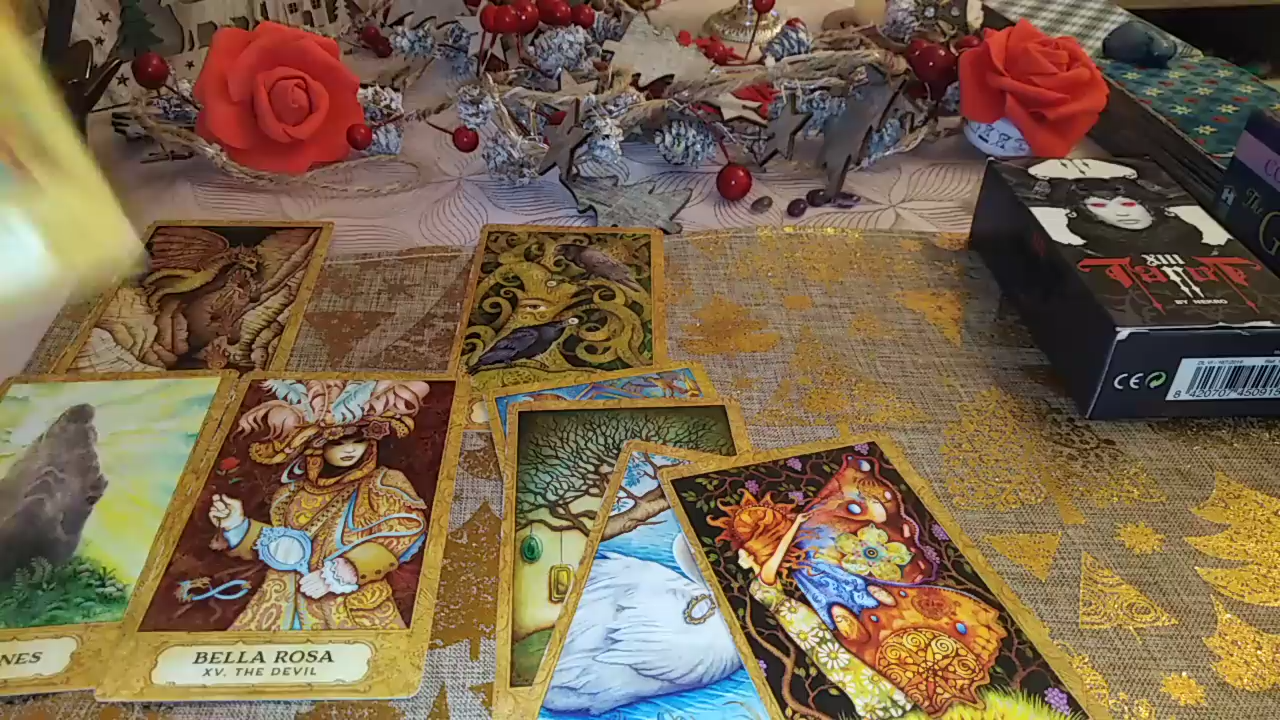 XIII
TAROT
BY NEKRO
CE
NES
BELLA ROSA
XV. THE DEVIL